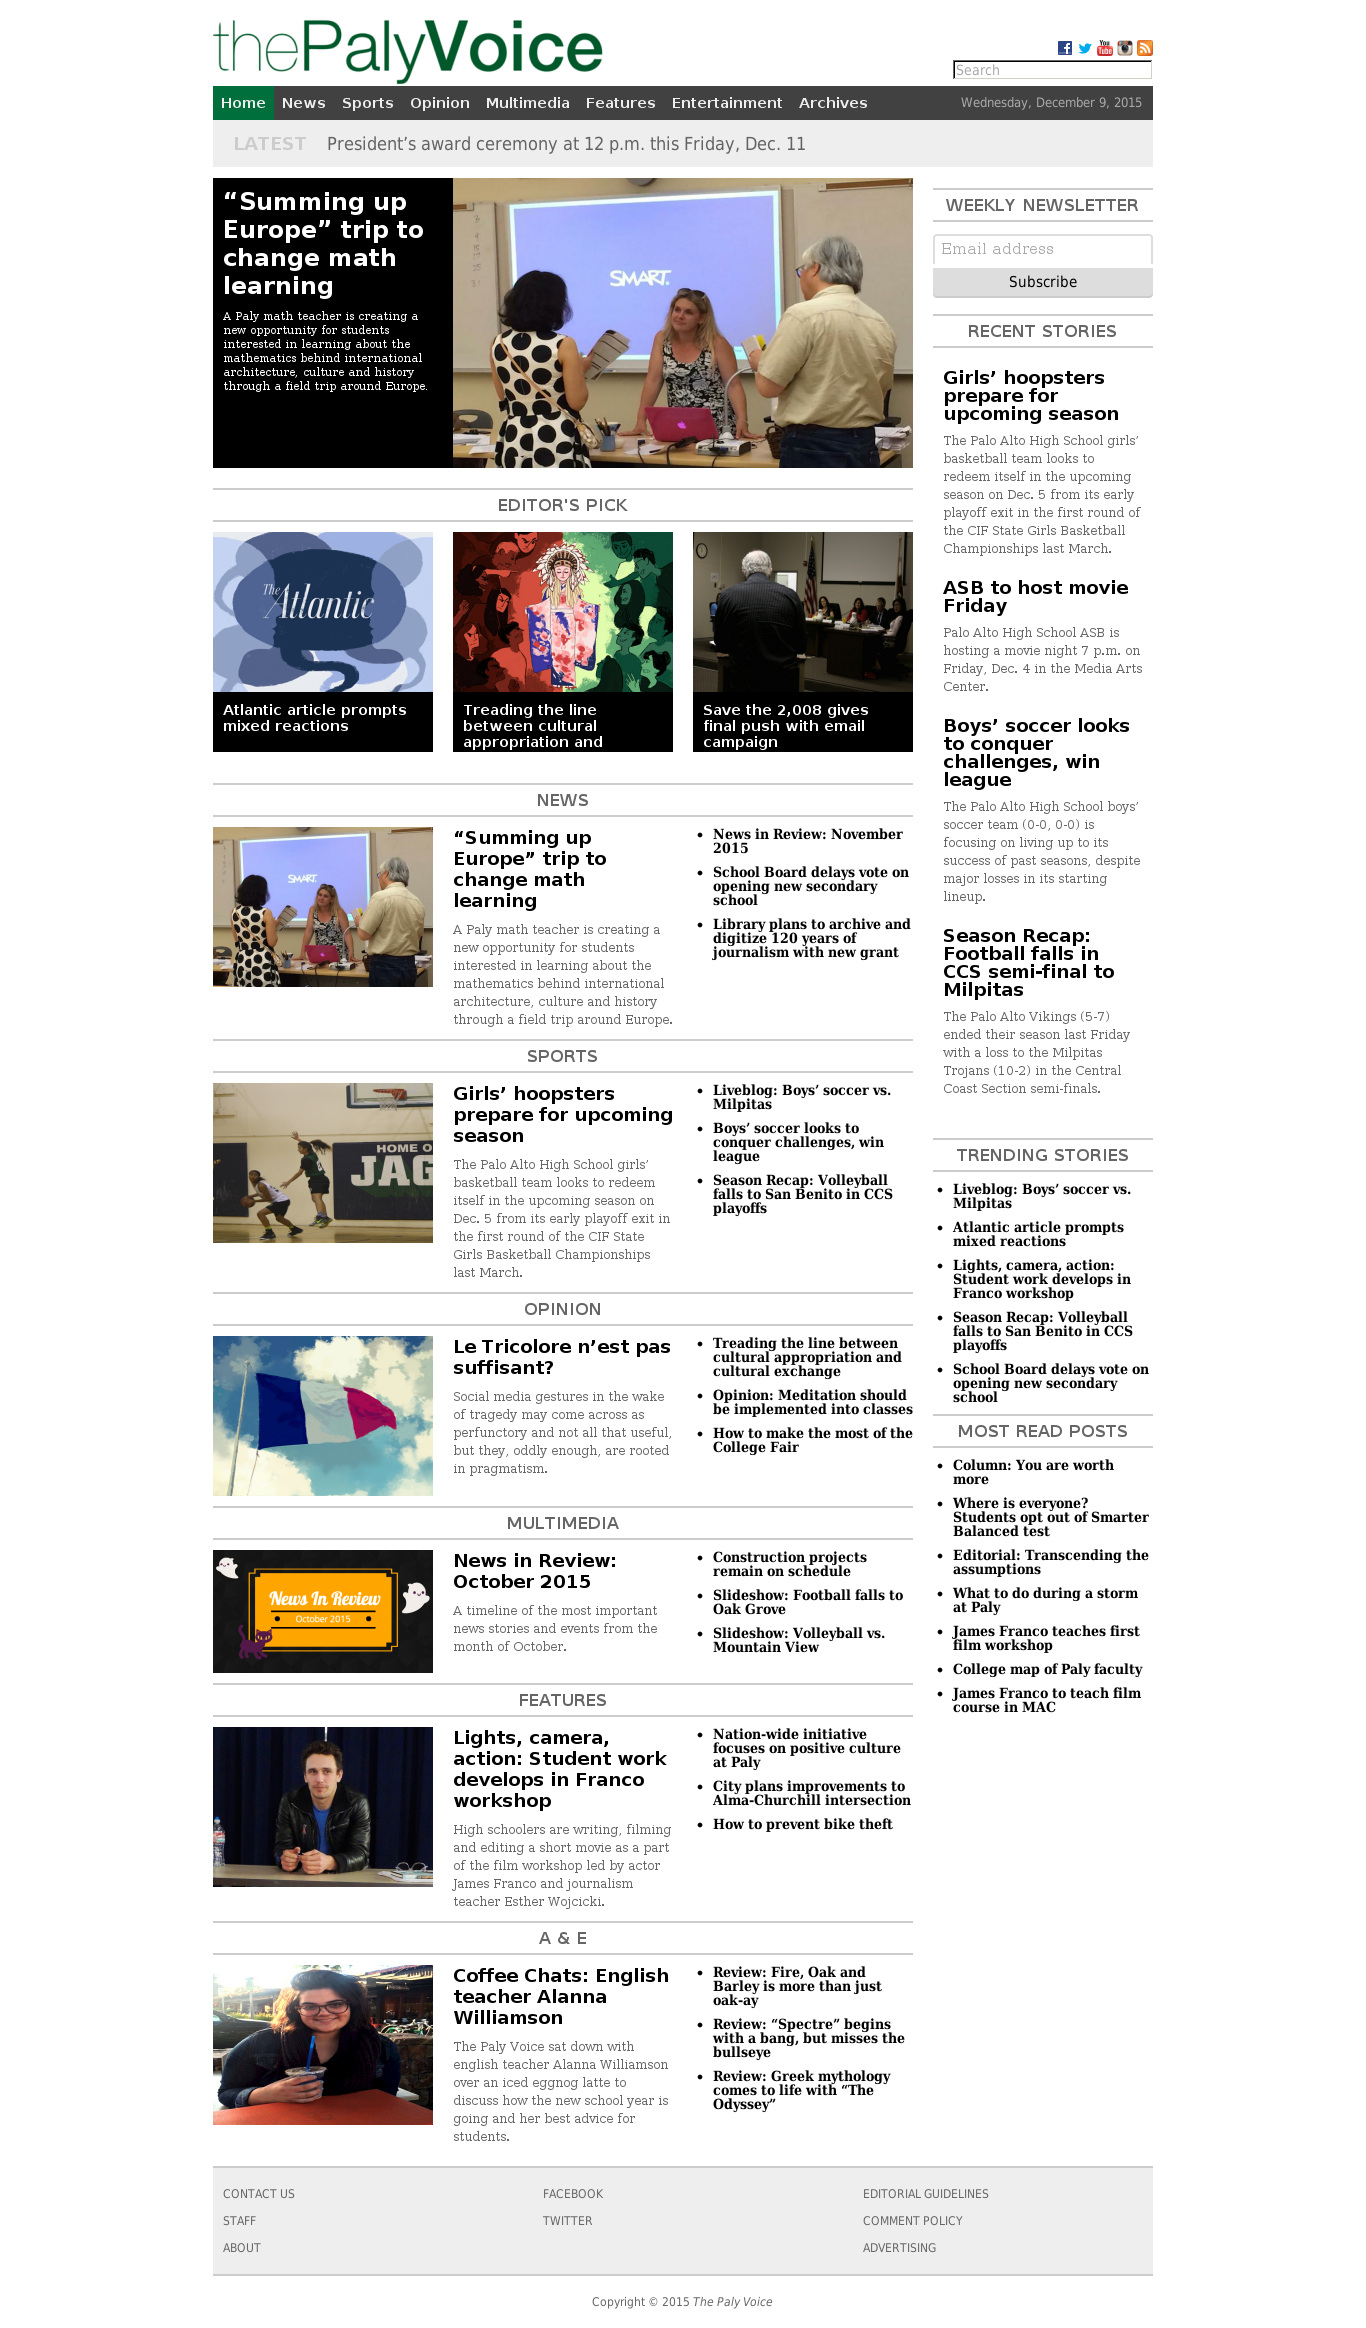 thePalyVoice
Search
Home News Sports Opinion Multimedia Features Entertainment Archives Wednesday, December 9, 2015
LATEST President’s award ceremony at 12 p.m. this Friday, Dec. 11
“Summing up
Europe” trip to
change math
learning
A Paly math teacher is creating a
new opportunity for students
interested in learning about the
mathematics behind international
architecture, culture and history
through a field trip around Europe.
SMART.
EDITOR'S PICK
The
Atlantic
Atlantic article prompts
mixed reactions
Treading the line
between cultural
appropriation and
Save the 2,008 gives
final push with email
campaign
NEWS
SMART.
“Summing up
Europe” trip to
change math
learning
A Paly math teacher is creating a
new opportunity for students
interested in learning about the
mathematics behind international
architecture, culture and history
through a field trip around Europe.
• News in Review: November
2015
• School Board delays vote on
opening new secondary
school
• Library plans to archive and
digitize 120 years of
journalism with new grant
SPORTS
HOME O
JAG
Girls’ hoopsters
prepare for upcoming
season
The Palo Alto High School girls’
basketball team looks to redeem
itself in the upcoming season on
Dec. 5 from its early playoff exit in
the first round of the CIF State
Girls Basketball Championships
last March.
• Liveblog: Boys’ soccer vs.
Milpitas
• Boys’ soccer looks to
conquer challenges, win
league
• Season Recap: Volleyball
falls to San Benito in CCS
playoffs
OPINION
Le Tricolore n’est pas
suffisant?
Social media gestures in the wake
of tragedy may come across as
perfunctory and not all that useful,
but they, oddly enough, are rooted
in pragmatism.
• Treading the line between
cultural appropriation and
cultural exchange
• Opinion: Meditation should
be implemented into classes
• How to make the most of the
College Fair
MULTIMEDIA
News In Review
October 2015
News in Review:
October 2015
A timeline of the most important
news stories and events from the
month of October.
• Construction projects
remain on schedule
• Slideshow: Football falls to
Oak Grove
• Slideshow: Volleyball vs.
Mountain View
FEATURES
Lights, camera,
action: Student work
develops in Franco
workshop
High schoolers are writing, filming
and editing a short movie as a part
of the film workshop led by actor
James Franco and journalism
teacher Esther Wojcicki.
• Nation-wide initiative
focuses on positive culture
at Paly
• City plans improvements to
Alma-Churchill intersection
• How to prevent bike theft
A & E
Coffee Chats: English
teacher Alanna
Williamson
The Paly Voice sat down with
english teacher Alanna Williamson
over an iced eggnog latte to
discuss how the new school year is
going and her best advice for
students.
• Review: Fire, Oak and
Barley is more than just
oak-ay
• Review: “Spectre” begins
with a bang, but misses the
bullseye
• Review: Greek mythology
comes to life with “The
Odyssey”
WEEKLY NEWSLETTER
Email address
Subscribe
RECENT STORIES
Girls’ hoopsters
prepare for
upcoming season
The Palo Alto High School girls’
basketball team looks to
redeem itself in the upcoming
season on Dec. 5 from its early
playoff exit in the first round of
the CIF State Girls Basketball
Championships last March.
ASB to host movie
Friday
Palo Alto High School ASB is
hosting a movie night 7 p.m. on
Friday, Dec. 4 in the Media Arts
Center.
Boys’ soccer looks
to conquer
challenges, win
league
The Palo Alto High School boys’
soccer team (0-0, 0-0) is
focusing on living up to its
success of past seasons, despite
major losses in its starting
lineup.
Season Recap:
Football falls in
CCS semi-final to
Milpitas
The Palo Alto Vikings (5-7)
ended their season last Friday
with a loss to the Milpitas
Trojans (10-2) in the Central
Coast Section semi-finals.
TRENDING STORIES
• Liveblog: Boys’ soccer vs.
Milpitas
• Atlantic article prompts
mixed reactions
• Lights, camera, action:
Student work develops in
Franco workshop
• Season Recap: Volleyball
falls to San Benito in CCS
playoffs
• School Board delays vote on
opening new secondary
school
MOST READ POSTS
• Column: You are worth
more
• Where is everyone?
Students opt out of Smarter
Balanced test
• Editorial: Transcending the
assumptions
• What to do during a storm
at Paly
• James Franco teaches first
film workshop
• College map of Paly faculty
• James Franco to teach film
course in MAC
CONTACT US
STAFF
ABOUT
FACEBOOK
TWITTER
EDITORIAL GUIDELINES
COMMENT POLICY
ADVERTISING
Copyright © 2015 The Paly Voice